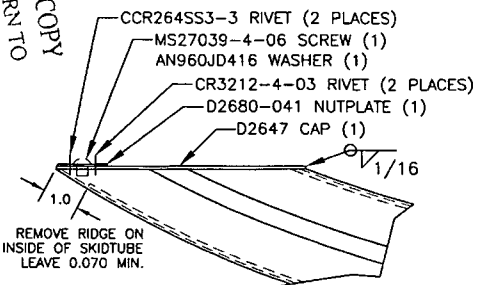 COPY
RN TO
CCR264SS3-3 RIVET (2 PLACES)
MS27039-4-06 SCREW (1)
AN960JD416 WASHER (1)
CR3212-4-03 RIVET (2 PLACES)
D2680-041 NUTPLATE (1)
D2647 CAP (1)
1/16
1.0
REMOVE RIDGE ON
INSIDE OF SKIDTUBE
LEAVE 0.070 MIN.